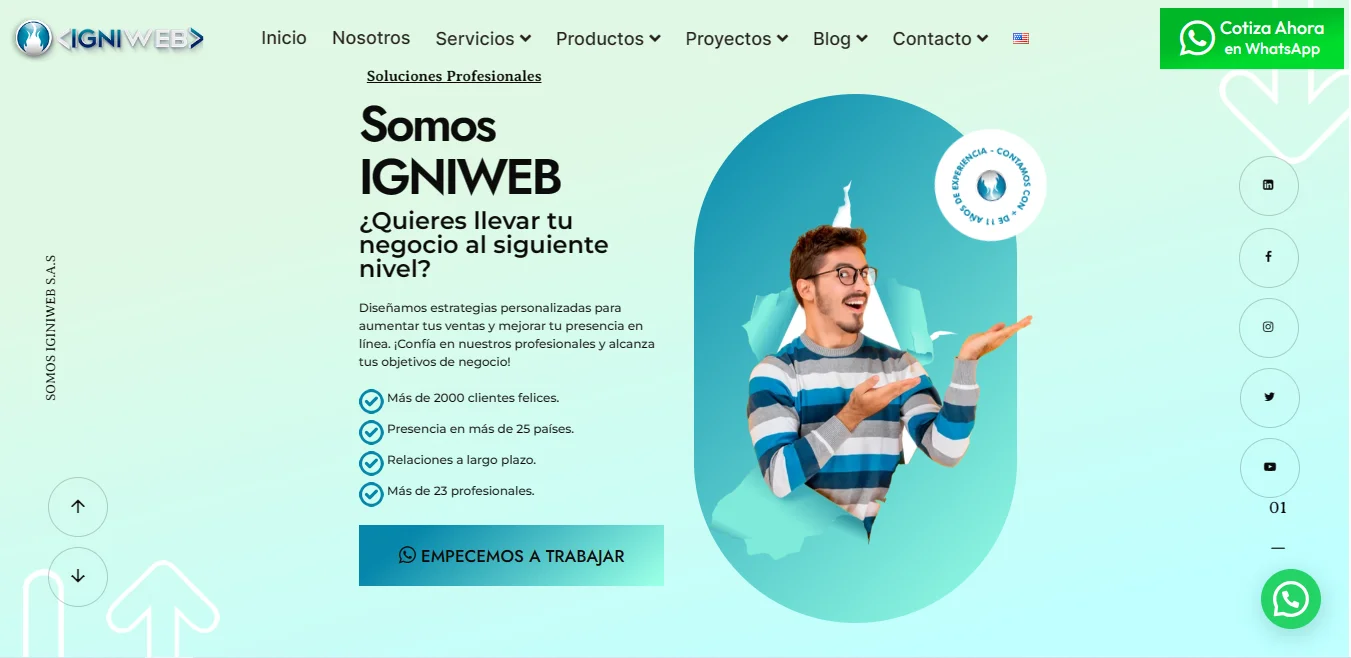 <IGNIWEB>
Inicio
Nosotros
Servicios
Productos
Proyectos
Blog
Contacto
Cotiza Ahora
en WhatsApp
Soluciones Profesionales
Somos
IGNIWEB
¿Quieres llevar tu
negocio al siguiente
nivel?
Diseñamos estrategias personalizadas para
aumentar tus ventas y mejorar tu presencia en
línea. ¡Confía en nuestros profesionales y alcanza
tus objetivos de negocio!
Más de 2000 clientes felices.
Presencia en más de 25 países.
Relaciones a largo plazo.
Más de 23 profesionales.
EMPECEMOS A TRABAJAR
CONTAMOS CON + DE 11 AÑOS DE EXPERIENCIA -
SOMOS IGINIWEB S.A.S
01